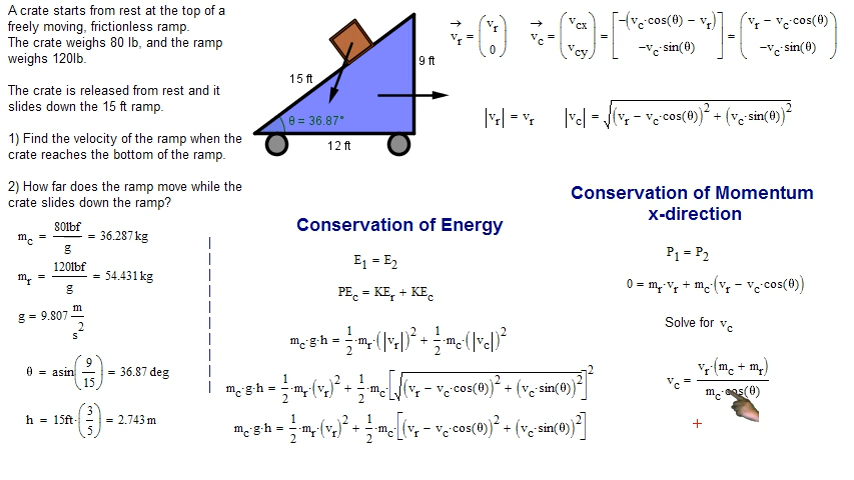 A crate starts from rest at the top of a
freely moving, frictionless ramp.
The crate weighs 80 lb, and the ramp
weighs 120lb.
The crate is released from rest and it
slides down the 15 ft ramp.
1) Find the velocity of the ramp when the
crate reaches the bottom of the ramp.
2) How far does the ramp move while the
crate slides down the ramp?
15 ft
9 ft
θ = 36.87°
12 ft
v⃗_r = (v_r, 0) v⃗_c = (v_cx, v_cy) = [-(v_c·cos(θ) - v_r), -v_c·sin(θ)] = (v_r - v_c·cos(θ), -v_c·sin(θ))
|v_r| = v_r |v_c| = √((v_r - v_c·cos(θ))² + (v_c·sin(θ))²)
m_c = 80lbf/g = 36.287 kg
m_r = 120lbf/g = 54.431 kg
g = 9.807 m/s²
θ = asin(9/15) = 36.87 deg
h = 15ft·(3/5) = 2.743 m
Conservation of Energy
E_1 = E_2
PE_c = KE_r + KE_c
m_c·g·h = 1/2·m_r·(|v_r|)² + 1/2·m_c·(|v_c|)²
m_c·g·h = 1/2·m_r·(v_r)² + 1/2·m_c·[√((v_r - v_c·cos(θ))² + (v_c·sin(θ))²)]²
m_c·g·h = 1/2·m_r·(v_r)² + 1/2·m_c·[(v_r - v_c·cos(θ))² + (v_c·sin(θ))²]
Conservation of Momentum
x-direction
P_1 = P_2
0 = m_r·v_r + m_c·(v_r - v_c·cos(θ))
Solve for v_c
v_c = v_r·(m_c + m_r)/(m_c·cos(θ))
+